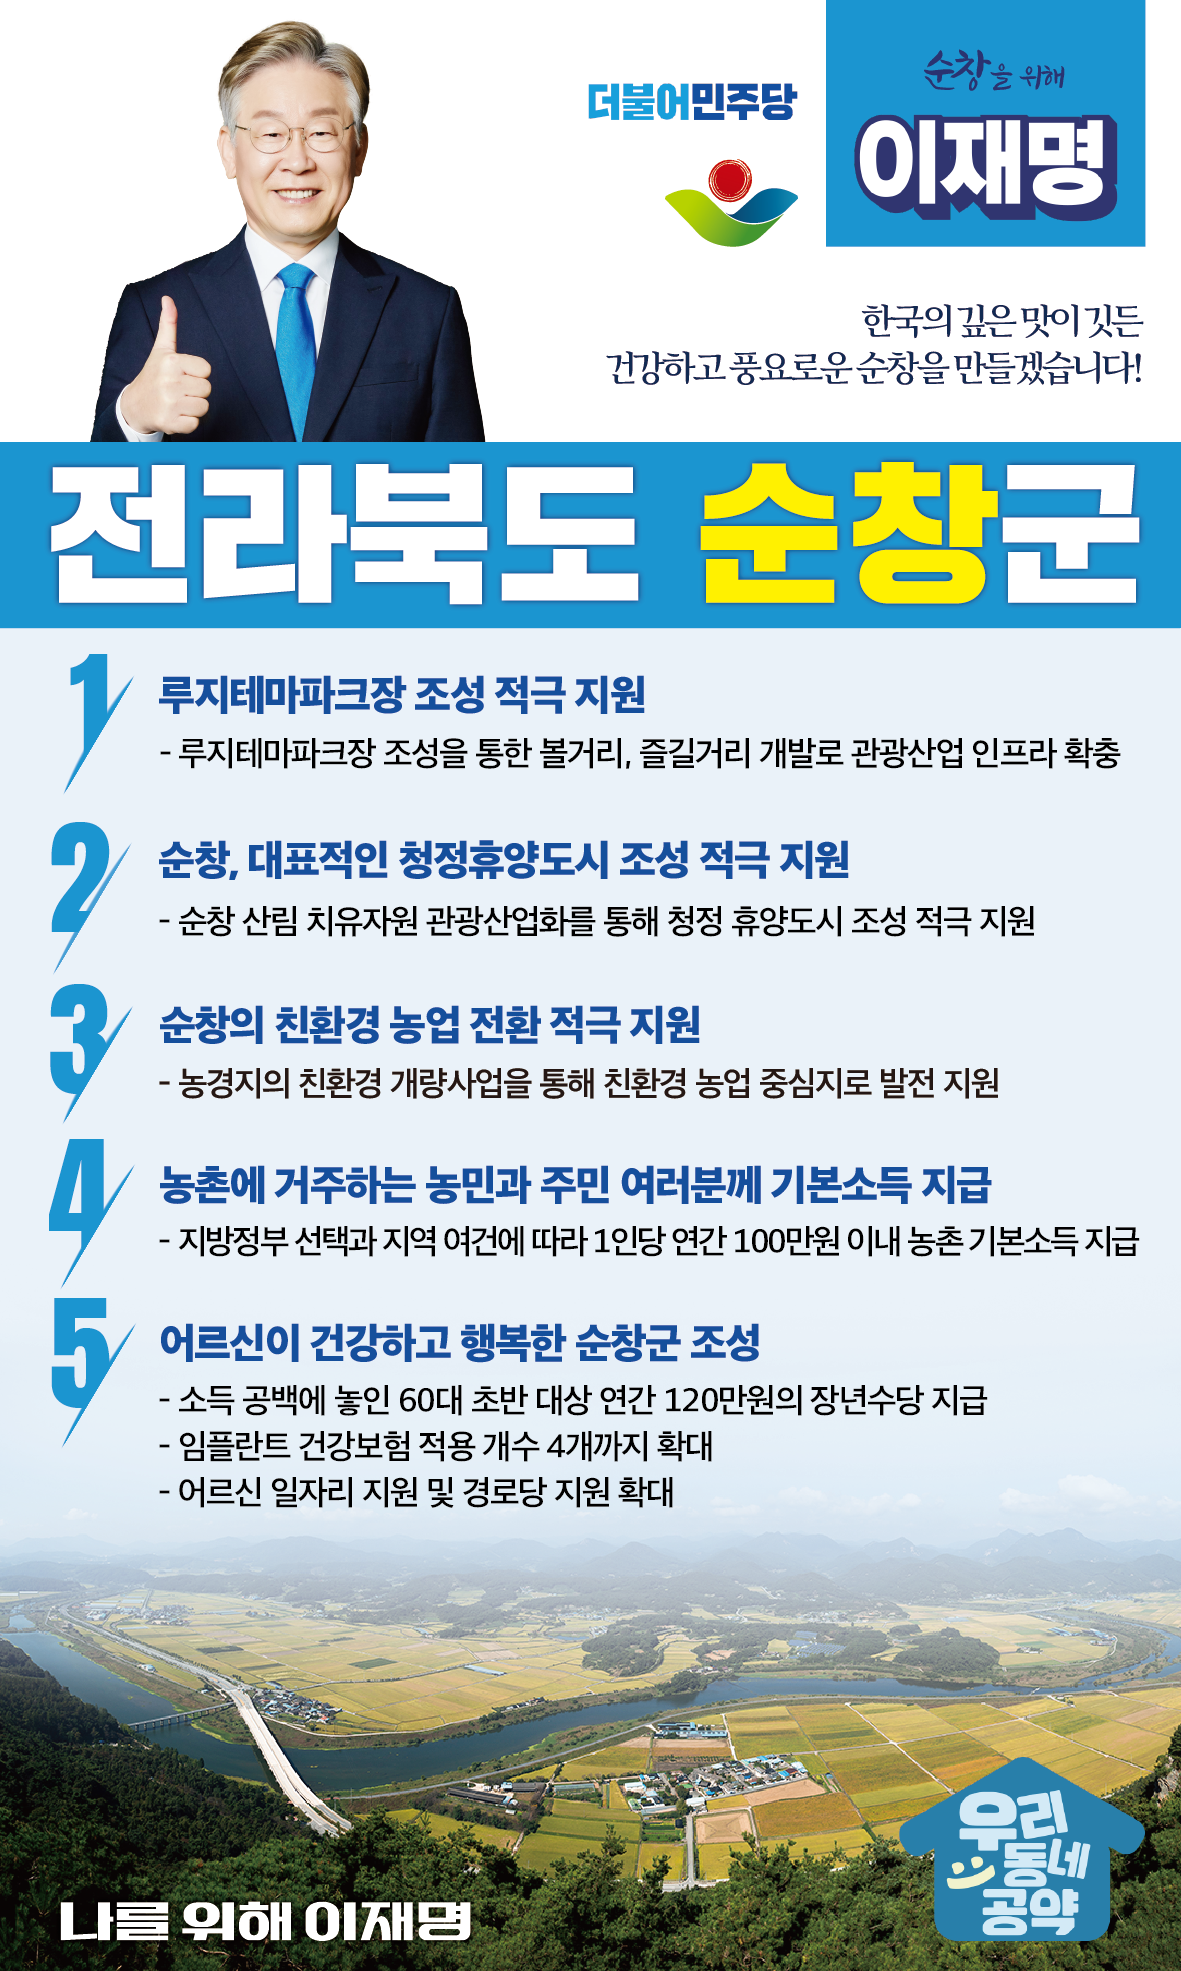 더불어민주당
순창을 위해
이재명
한국의 깊은 맛이 깃든
건강하고 풍요로운 순창을 만들겠습니다!
전라북도 순창군
1 루지테마파크장 조성 적극 지원
- 루지테마파크장 조성을 통한 볼거리, 즐길거리 개발로 관광산업 인프라 확충
2 순창, 대표적인 청정휴양도시 조성 적극 지원
- 순창 산림 치유자원 관광산업화를 통해 청정 휴양도시 조성 적극 지원
3 순창의 친환경 농업 전환 적극 지원
- 농경지의 친환경 개량사업을 통해 친환경 농업 중심지로 발전 지원
4 농촌에 거주하는 농민과 주민 여러분께 기본소득 지급
- 지방정부 선택과 지역 여건에 따라 1인당 연간 100만원 이내 농촌 기본소득 지급
5 어르신이 건강하고 행복한 순창군 조성
- 소득 공백에 놓인 60대 초반 대상 연간 120만원의 장년수당 지급
- 임플란트 건강보험 적용 개수 4개까지 확대
- 어르신 일자리 지원 및 경로당 지원 확대
우리
동네
공약
나를 위해 이재명